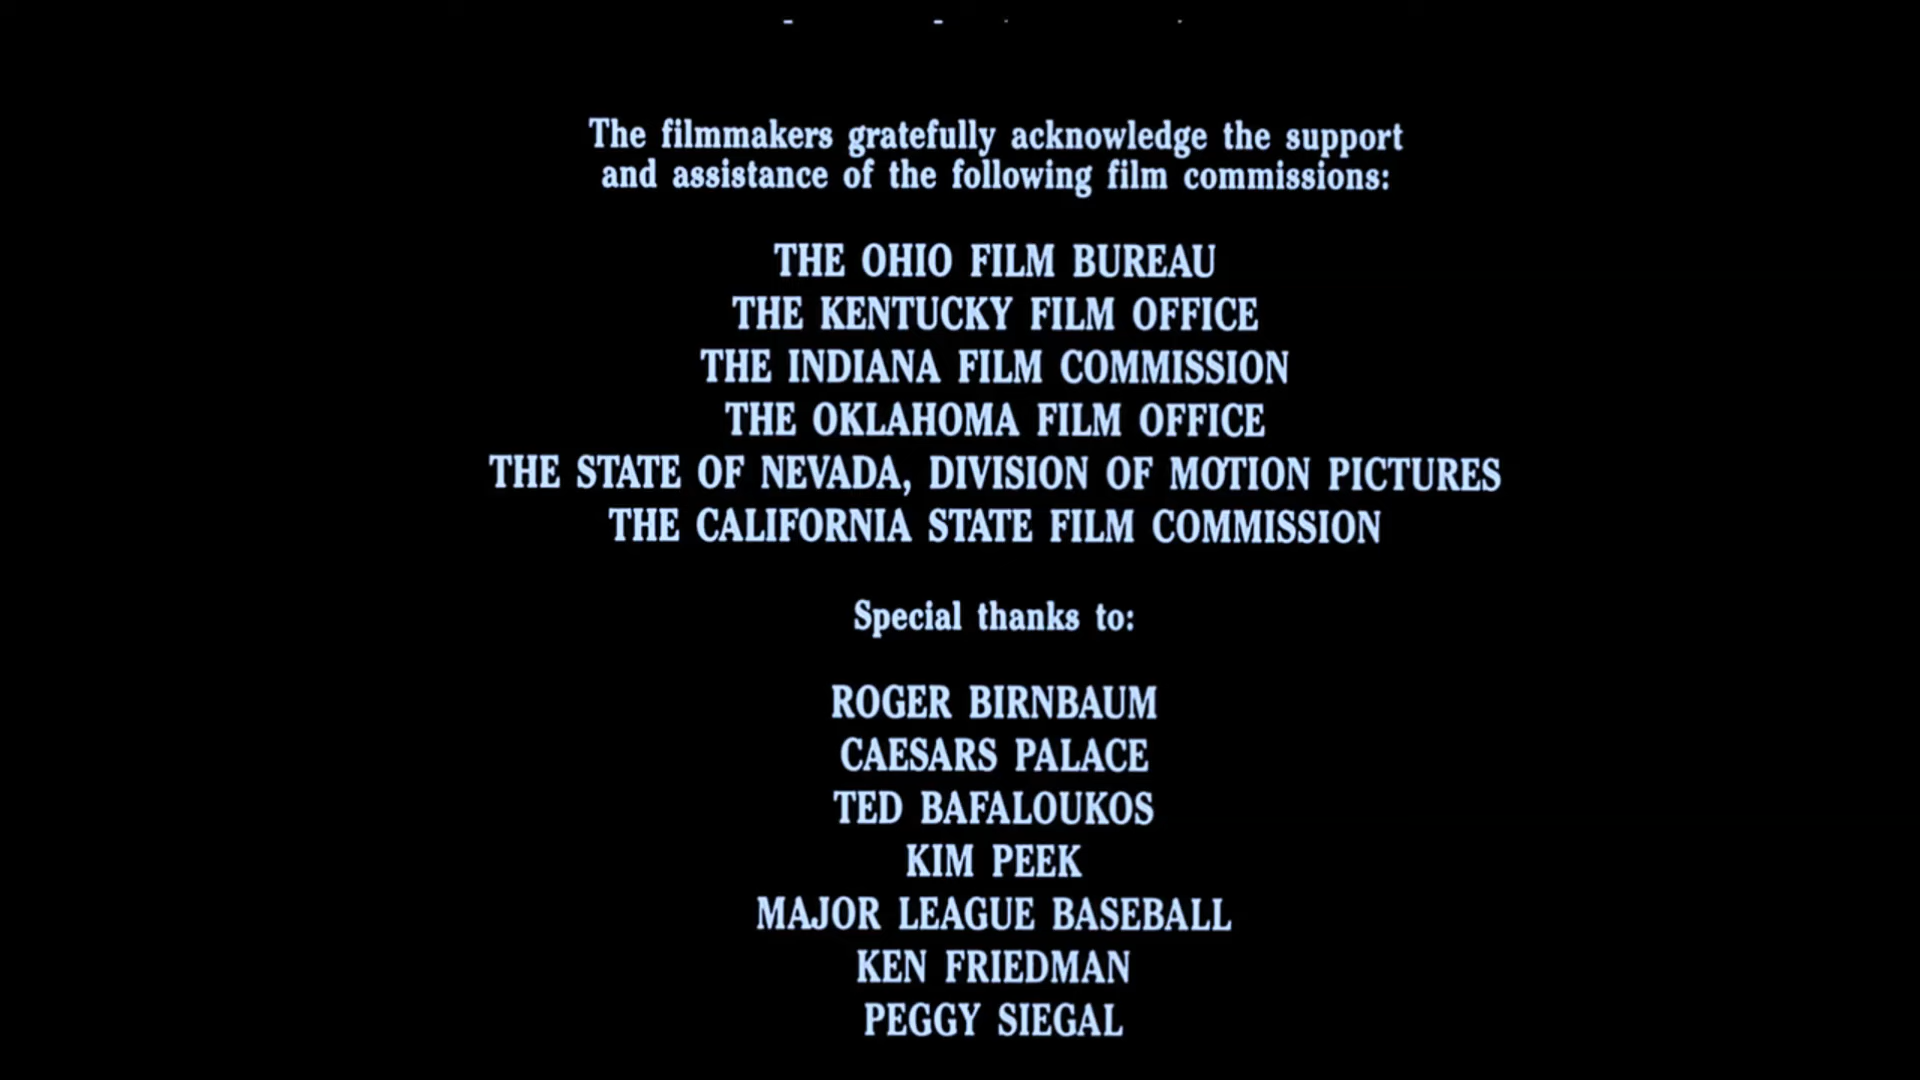 The filmmakers gratefully acknowledge the support
and assistance of the following film commissions:
THE OHIO FILM BUREAU
THE KENTUCKY FILM OFFICE
THE INDIANA FILM COMMISSION
THE OKLAHOMA FILM OFFICE
THE STATE OF NEVADA, DIVISION OF MOTION PICTURES
THE CALIFORNIA STATE FILM COMMISSION
Special thanks to:
ROGER BIRNBAUM
CAESARS PALACE
TED BAFALOUKOS
KIM PEEK
MAJOR LEAGUE BASEBALL
KEN FRIEDMAN
PEGGY SIEGAL